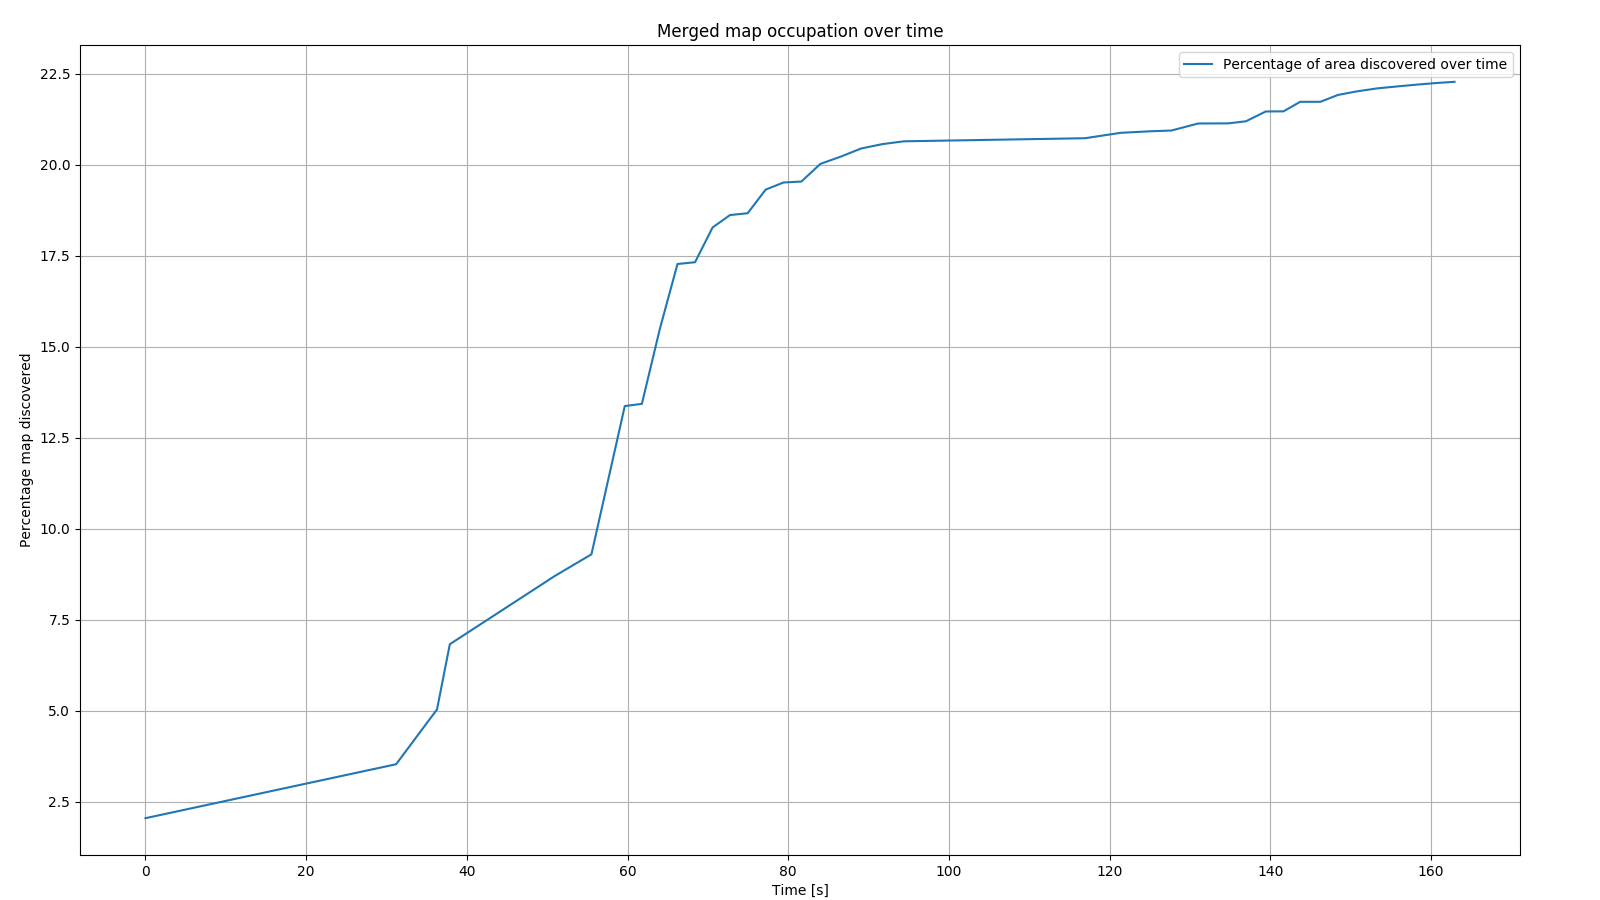 Merged map occupation over time
Percentage of area discovered over time
22.5
20.0
17.5
15.0
12.5
10.0
7.5
5.0
2.5
Percentage map discovered
0 20 40 60 80 100 120 140 160
Time [s]